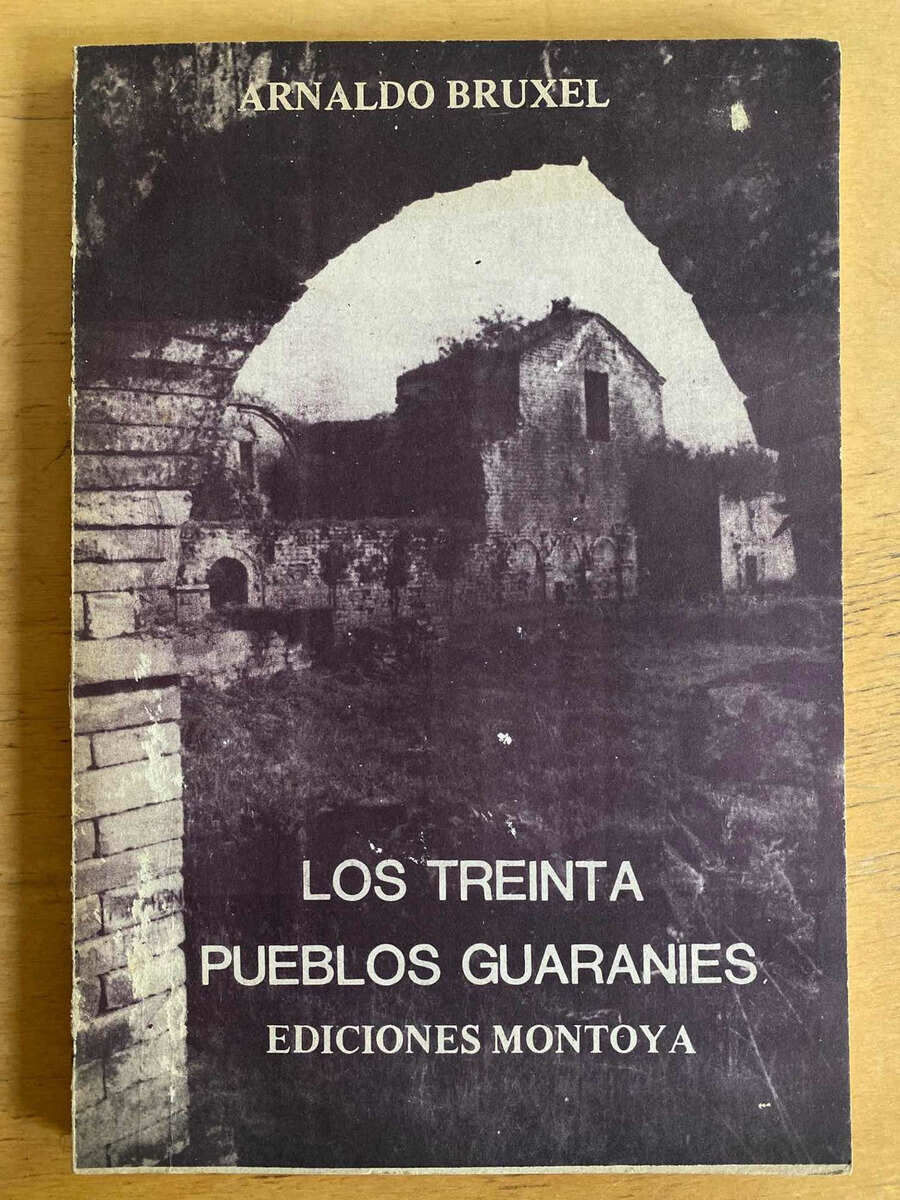 ARNALDO BRUXEL
LOS TREINTA
PUEBLOS GUARANIES
EDICIONES MONTOYA